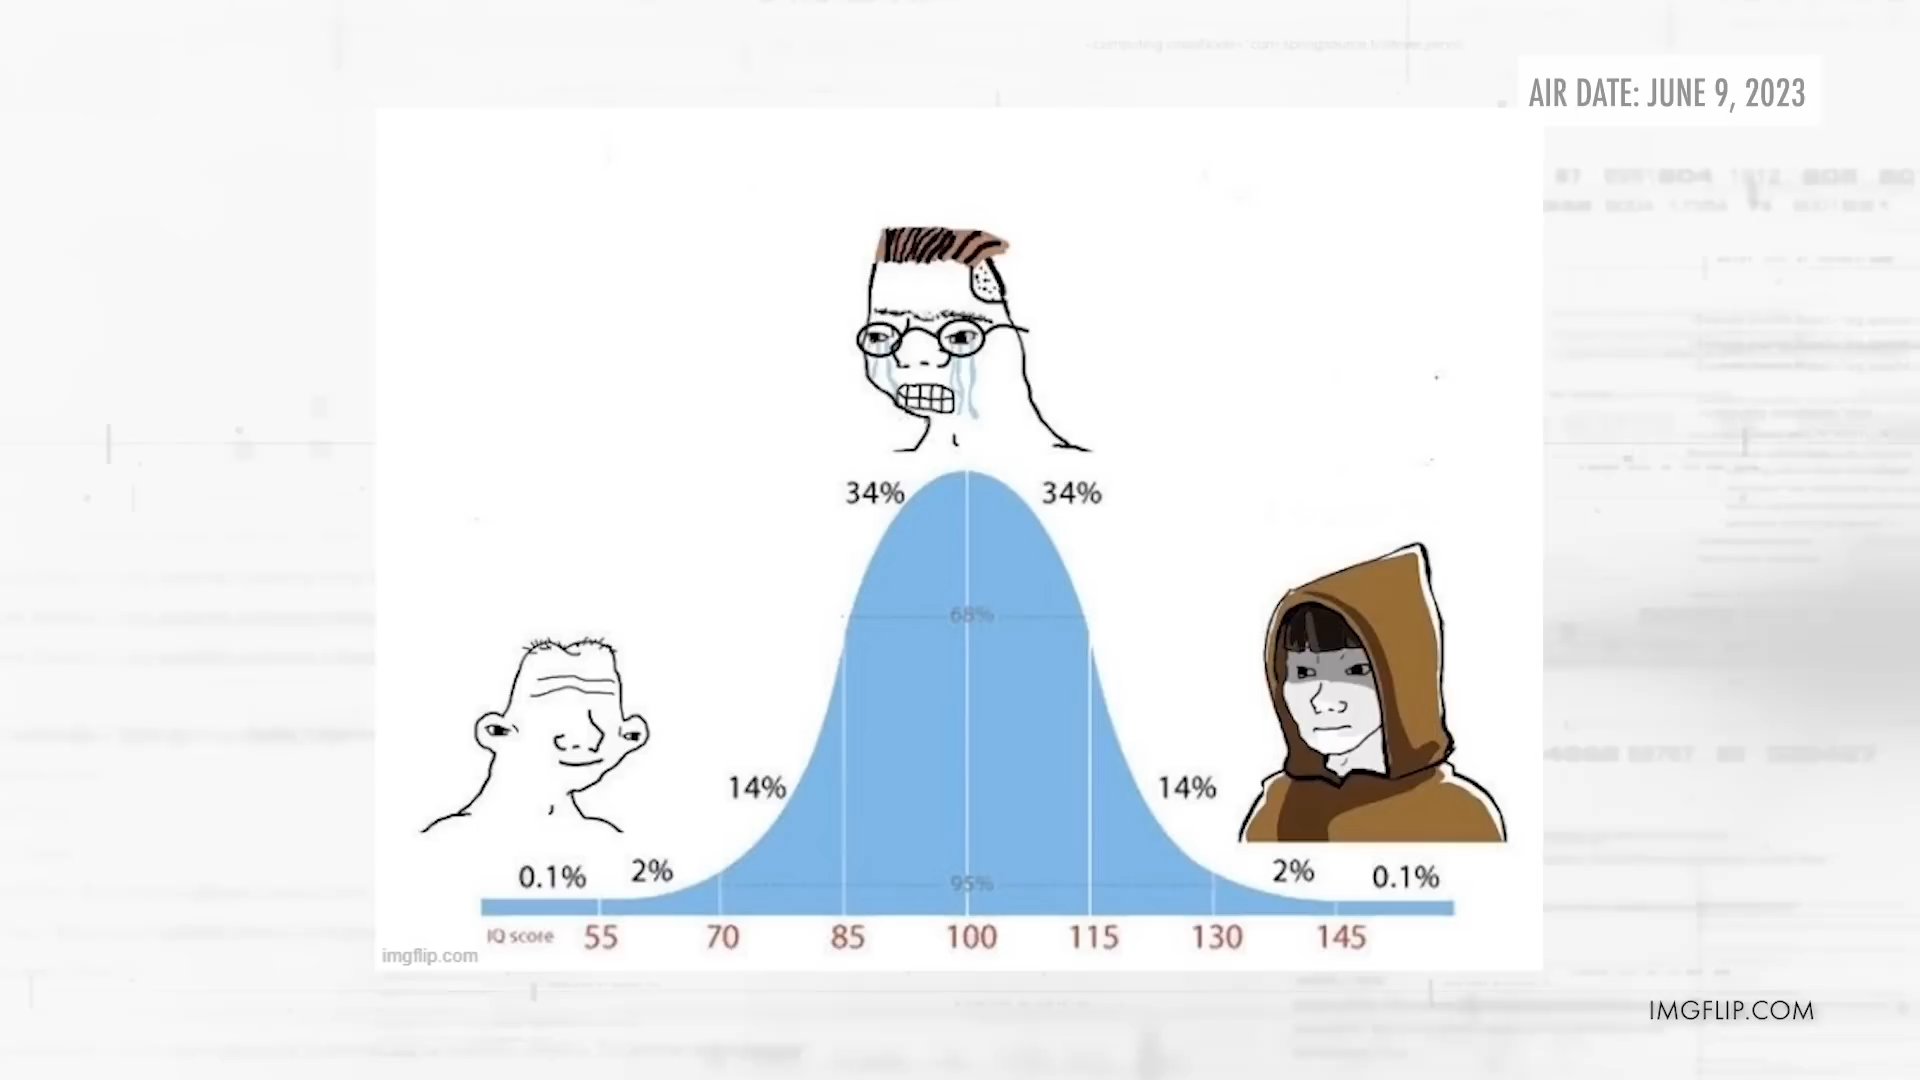 AIR DATE: JUNE 9, 2023
34% 34%
68%
14% 14%
0.1% 2% 95% 2% 0.1%
IQ score 55 70 85 100 115 130 145
imgflip.com
IMGFLIP.COM